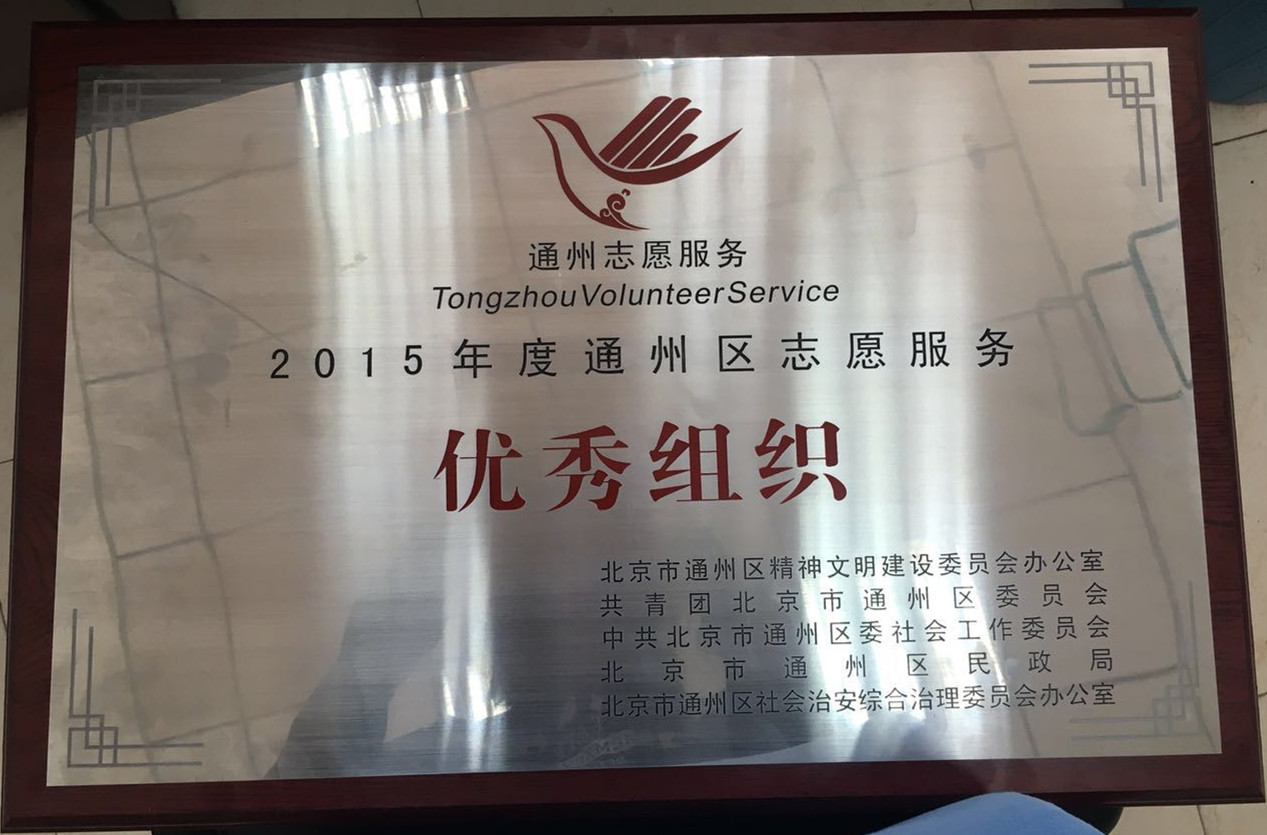 通州志愿服务
Tongzhou Volunteer Service
2015年度通州区志愿服务
优秀组织
北京市通州区精神文明建设委员会办公室
共青团北京市通州区委员会
中共北京市通州区委社会工作委员会
北京市通州区民政局
北京市通州区社会治安综合治理委员会办公室